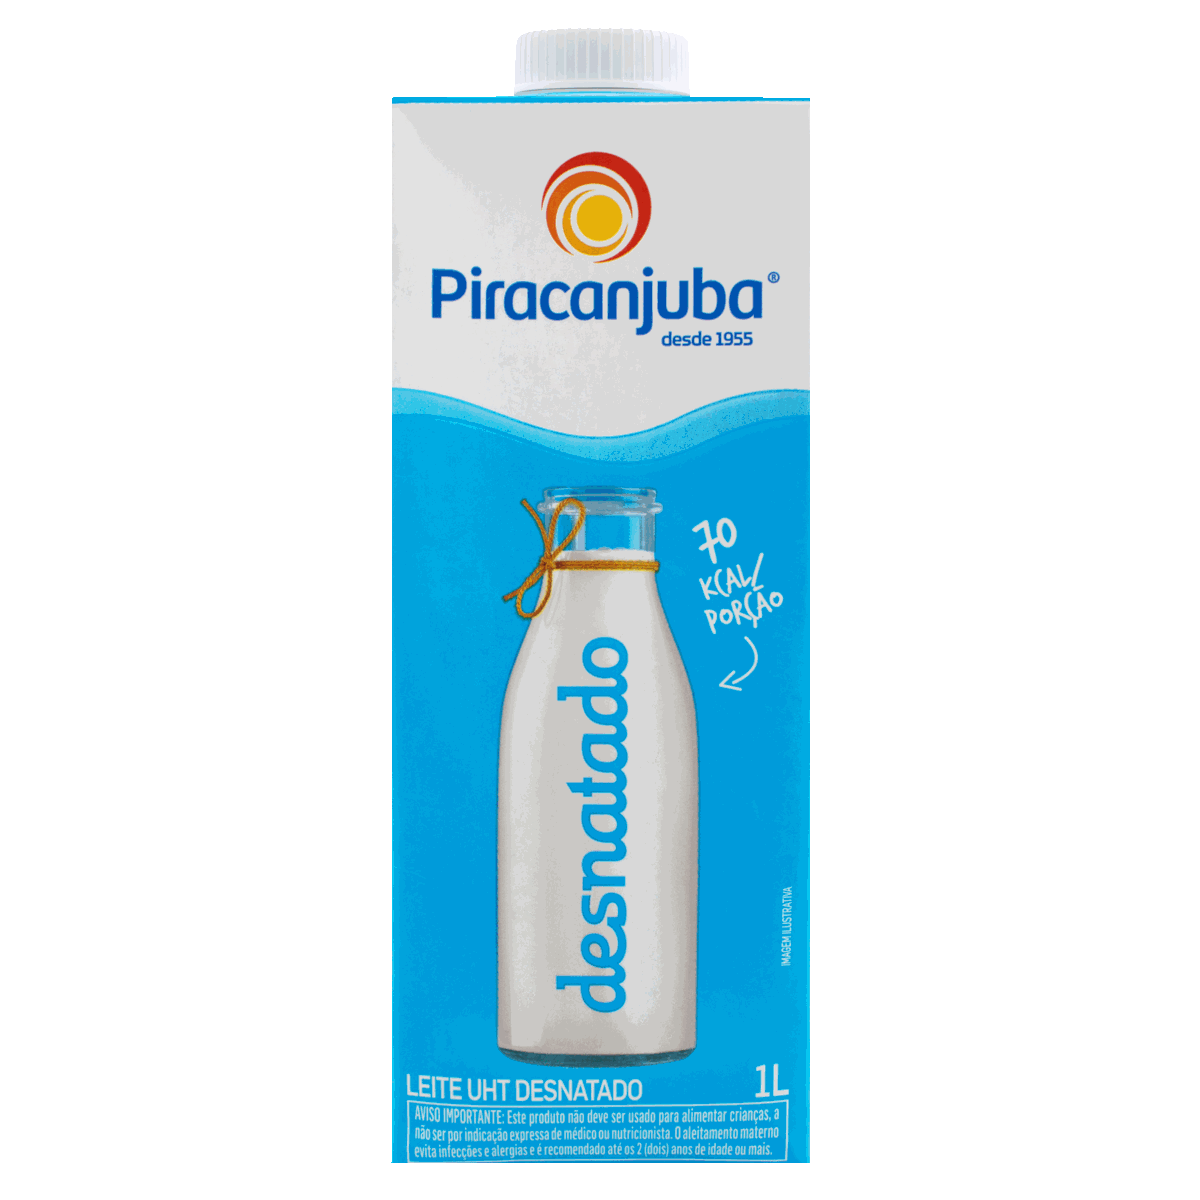 Piracanjuba®
desde 1955
70
KCAL/
PORÇÃO
desnatado
IMAGEM ILUSTRATIVA
LEITE UHT DESNATADO
1L
AVISO IMPORTANTE: Este produto não deve ser usado para alimentar crianças, a
não ser por indicação expressa de médico ou nutricionista. O aleitamento materno
evita infecções e alergias e é recomendado até os 2 (dois) anos de idade ou mais.